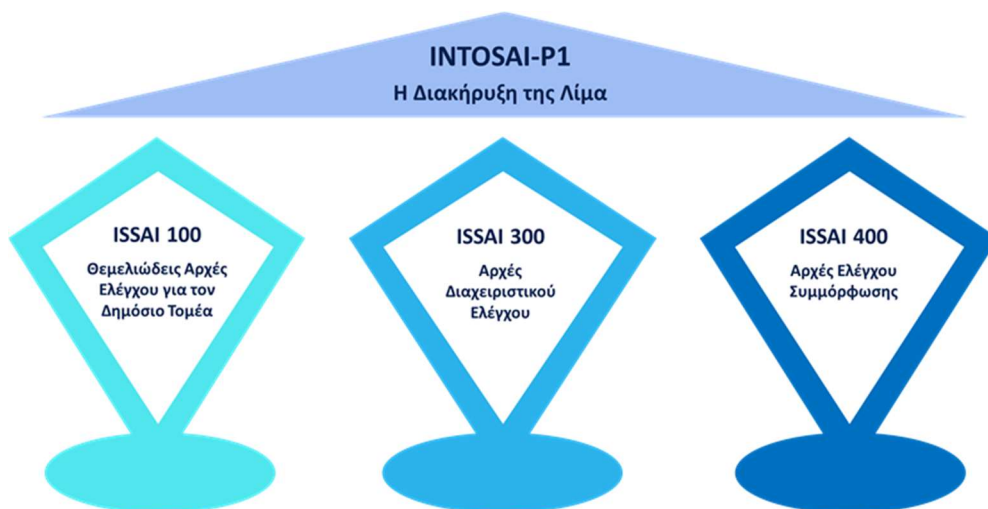 INTOSAI-P1
Η Διακήρυξη της Λίμα
ISSAI 100
Θεμελιώδεις Αρχές
Ελέγχου για τον
Δημόσιο Τομέα
ISSAI 300
Αρχές
Διαχειριστικού
Ελέγχου
ISSAI 400
Αρχές Ελέγχου
Συμμόρφωσης